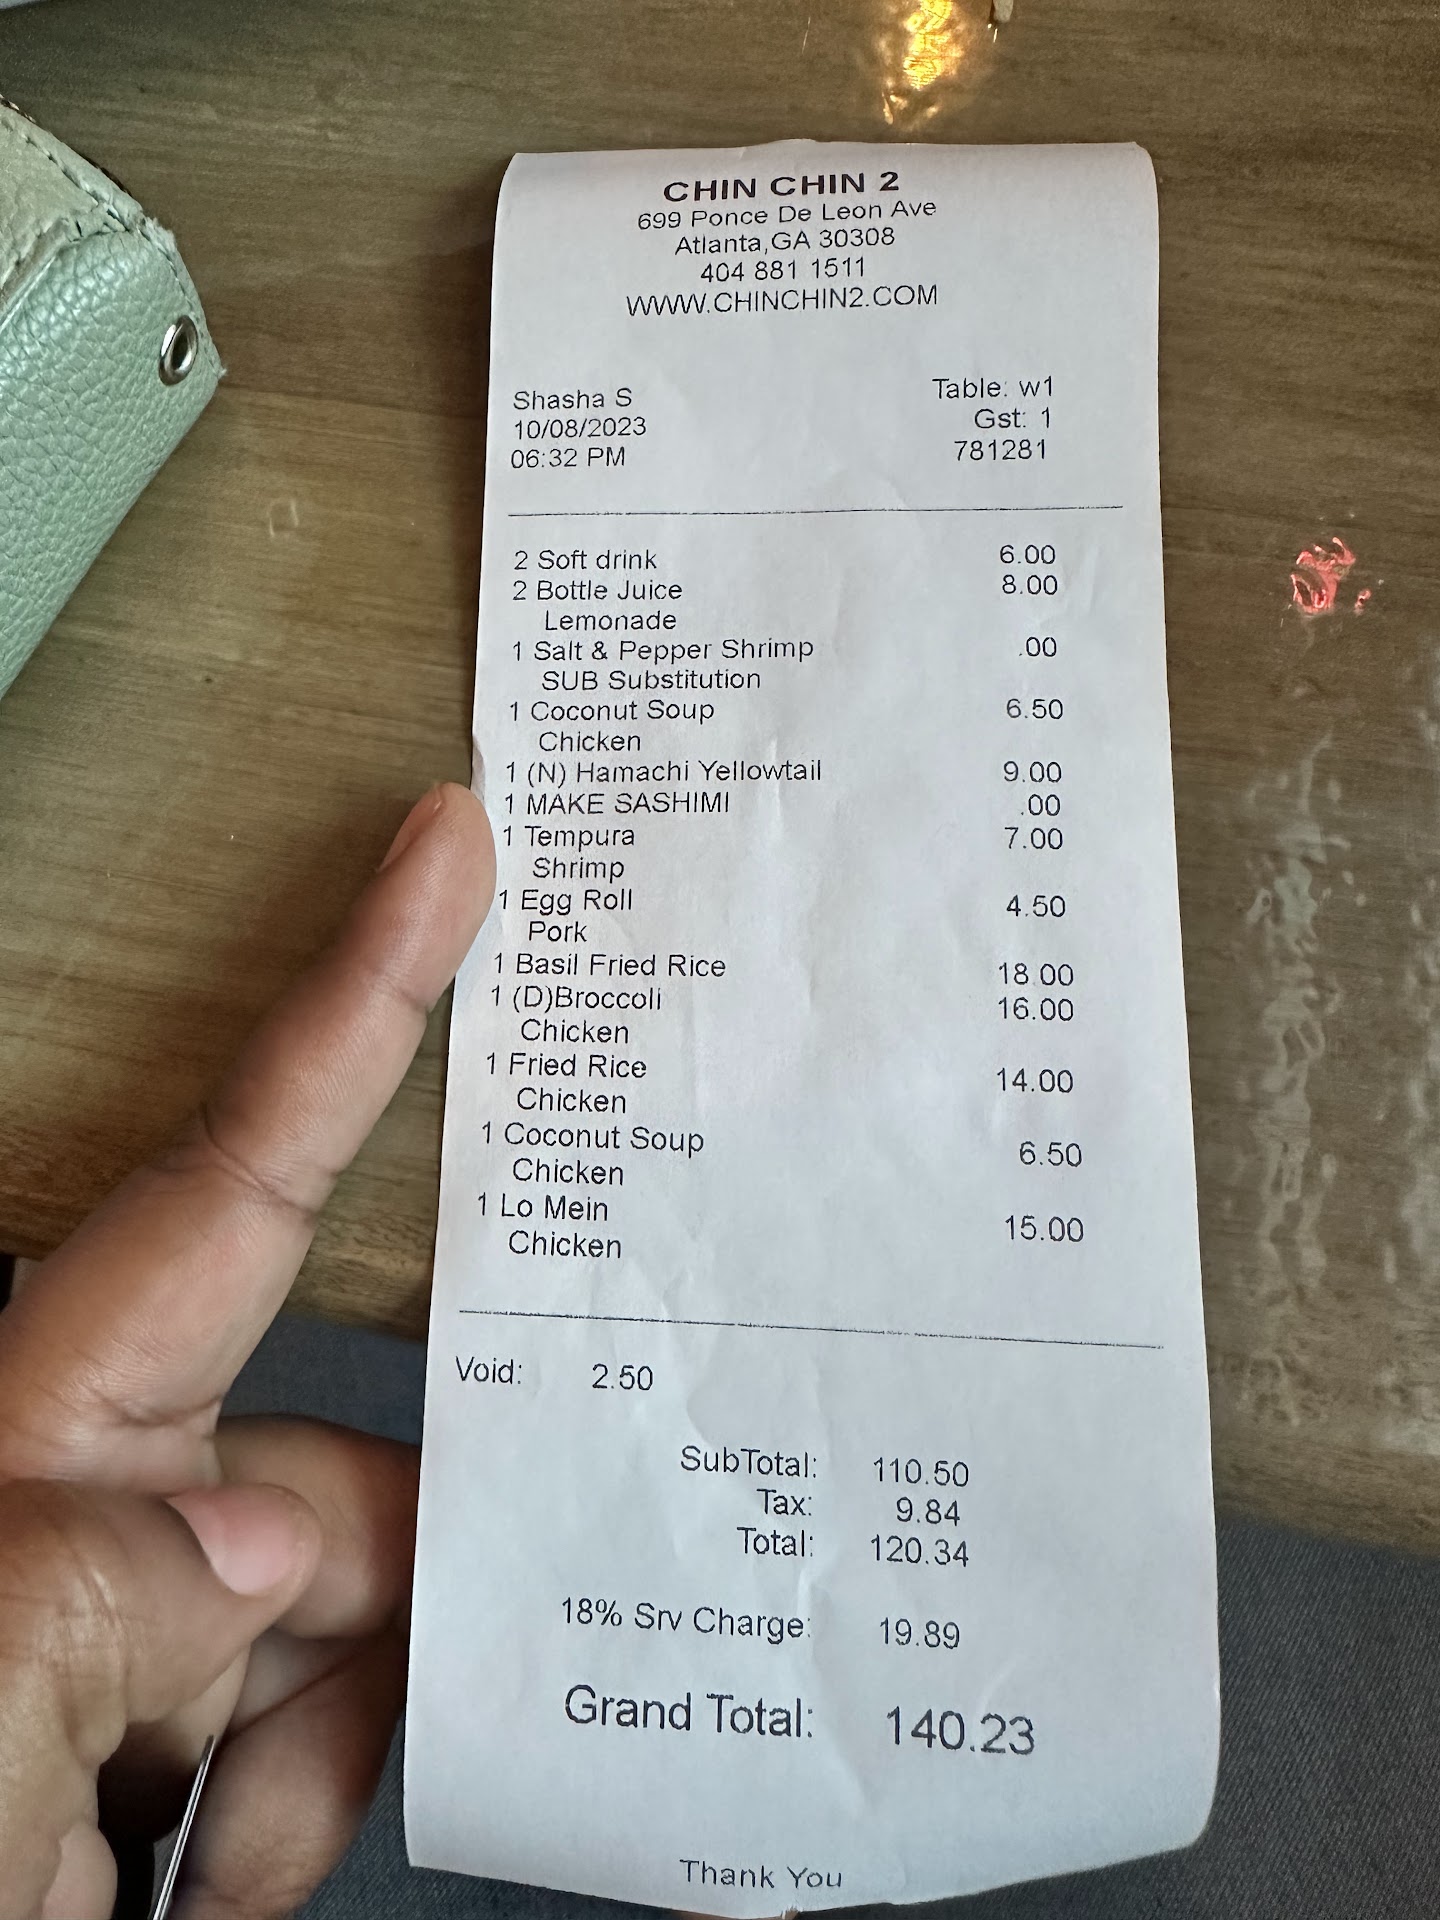 CHIN CHIN 2
699 Ponce De Leon Ave
Atlanta,GA 30308
404 881 1511
WWW.CHINCHIN2.COM
Shasha S Table: w1
10/08/2023 Gst: 1
06:32 PM 781281
2 Soft drink 6.00
2 Bottle Juice 8.00
Lemonade
1 Salt & Pepper Shrimp .00
SUB Substitution
1 Coconut Soup 6.50
Chicken
1 (N) Hamachi Yellowtail 9.00
1 MAKE SASHIMI .00
1 Tempura 7.00
Shrimp
1 Egg Roll 4.50
Pork
1 Basil Fried Rice 18.00
1 (D)Broccoli 16.00
Chicken
1 Fried Rice 14.00
Chicken
1 Coconut Soup 6.50
Chicken
1 Lo Mein 15.00
Chicken
Void: 2.50
SubTotal: 110.50
Tax: 9.84
Total: 120.34
18% Srv Charge: 19.89
Grand Total: 140.23
Thank You